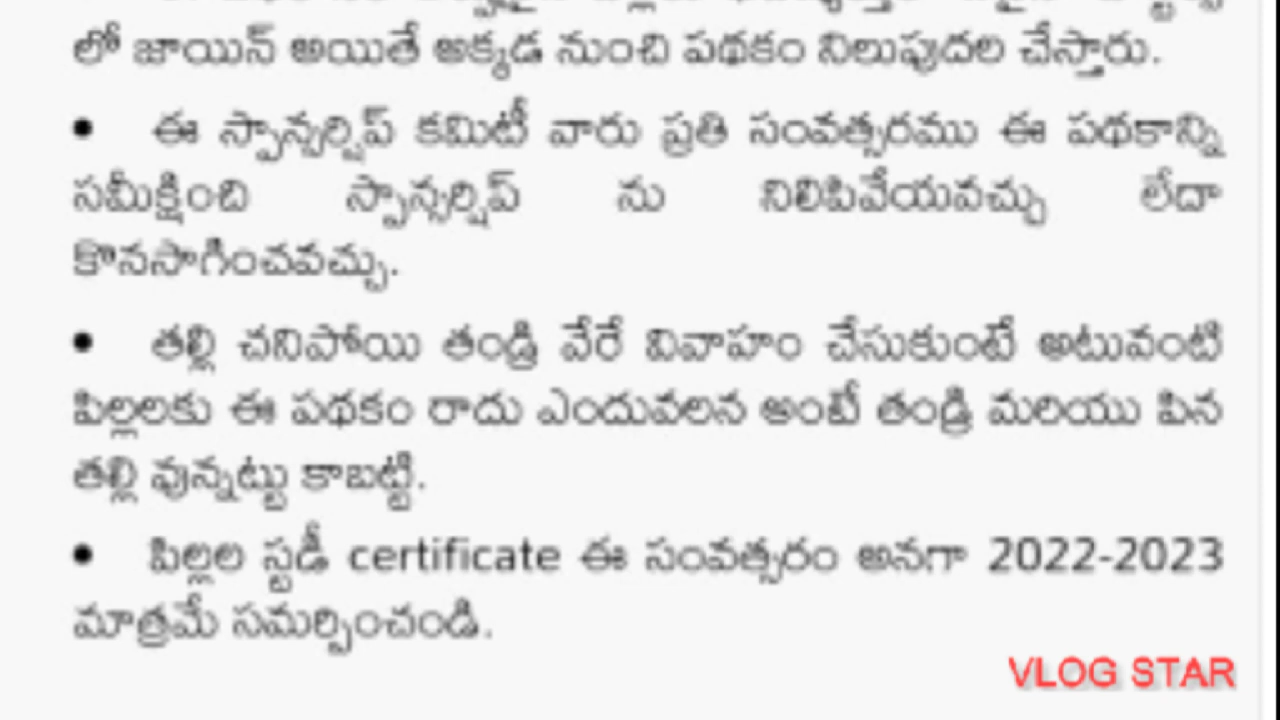 లో జాయిన్ అయితే అక్కడ నుంచి పథకం నిలుపుదల చేస్తారు.
• ఈ స్పాన్సర్షిప్ కమిటీ వారు ప్రతి సంవత్సరము ఈ పథకాన్ని
సమీక్షించి స్పాన్సర్షిప్ ను నిలిపివేయవచ్చు లేదా
కొనసాగించవచ్చు.
• తల్లి చనిపోయి తండ్రి వేరే వివాహం చేసుకుంటే అటువంటి
పిల్లలకు ఈ పథకం రాదు ఎందువలన అంటే తండ్రి మరియు పిన
తల్లి వున్నట్టు కాబట్టి.
• పిల్లల స్టడీ certificate ఈ సంవత్సరం అనగా 2022-2023
మాత్రమే సమర్పించండి.
VLOG STAR